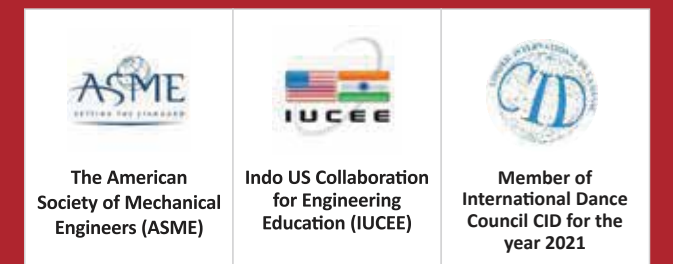 ASME
SETTING THE STANDARD
The American
Society of Mechanical
Engineers (ASME)
IUCEE
Indo US Collaboration
for Engineering
Education (IUCEE)
CID
Member of
International Dance
Council CID for the
year 2021